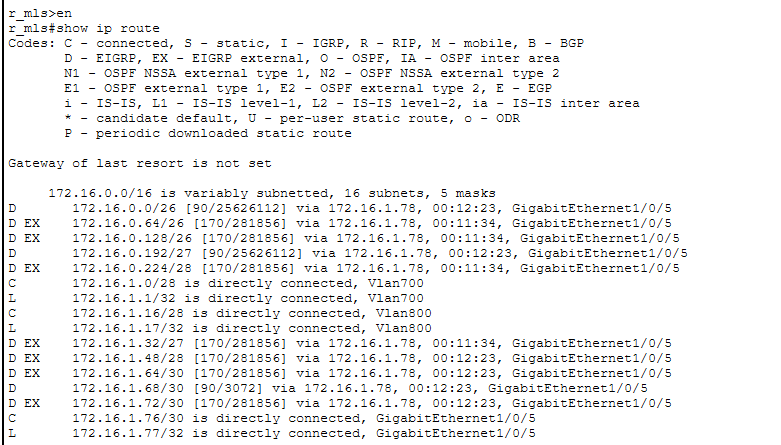 r_mls>en
r_mls#show ip route
Codes: C - connected, S - static, I - IGRP, R - RIP, M - mobile, B - BGP
D - EIGRP, EX - EIGRP external, O - OSPF, IA - OSPF inter area
N1 - OSPF NSSA external type 1, N2 - OSPF NSSA external type 2
E1 - OSPF external type 1, E2 - OSPF external type 2, E - EGP
i - IS-IS, L1 - IS-IS level-1, L2 - IS-IS level-2, ia - IS-IS inter area
* - candidate default, U - per-user static route, o - ODR
P - periodic downloaded static route
Gateway of last resort is not set
172.16.0.0/16 is variably subnetted, 16 subnets, 5 masks
D 172.16.0.0/26 [90/25626112] via 172.16.1.78, 00:12:23, GigabitEthernet1/0/5
D EX 172.16.0.64/26 [170/281856] via 172.16.1.78, 00:11:34, GigabitEthernet1/0/5
D EX 172.16.0.128/26 [170/281856] via 172.16.1.78, 00:11:34, GigabitEthernet1/0/5
D 172.16.0.192/27 [90/25626112] via 172.16.1.78, 00:12:23, GigabitEthernet1/0/5
D EX 172.16.0.224/28 [170/281856] via 172.16.1.78, 00:11:34, GigabitEthernet1/0/5
C 172.16.1.0/28 is directly connected, Vlan700
L 172.16.1.1/32 is directly connected, Vlan700
C 172.16.1.16/28 is directly connected, Vlan800
L 172.16.1.17/32 is directly connected, Vlan800
D EX 172.16.1.32/27 [170/281856] via 172.16.1.78, 00:11:34, GigabitEthernet1/0/5
D EX 172.16.1.48/28 [170/281856] via 172.16.1.78, 00:12:23, GigabitEthernet1/0/5
D EX 172.16.1.64/30 [170/281856] via 172.16.1.78, 00:12:23, GigabitEthernet1/0/5
D 172.16.1.68/30 [90/3072] via 172.16.1.78, 00:12:23, GigabitEthernet1/0/5
D EX 172.16.1.72/30 [170/281856] via 172.16.1.78, 00:12:23, GigabitEthernet1/0/5
C 172.16.1.76/30 is directly connected, GigabitEthernet1/0/5
L 172.16.1.77/32 is directly connected, GigabitEthernet1/0/5